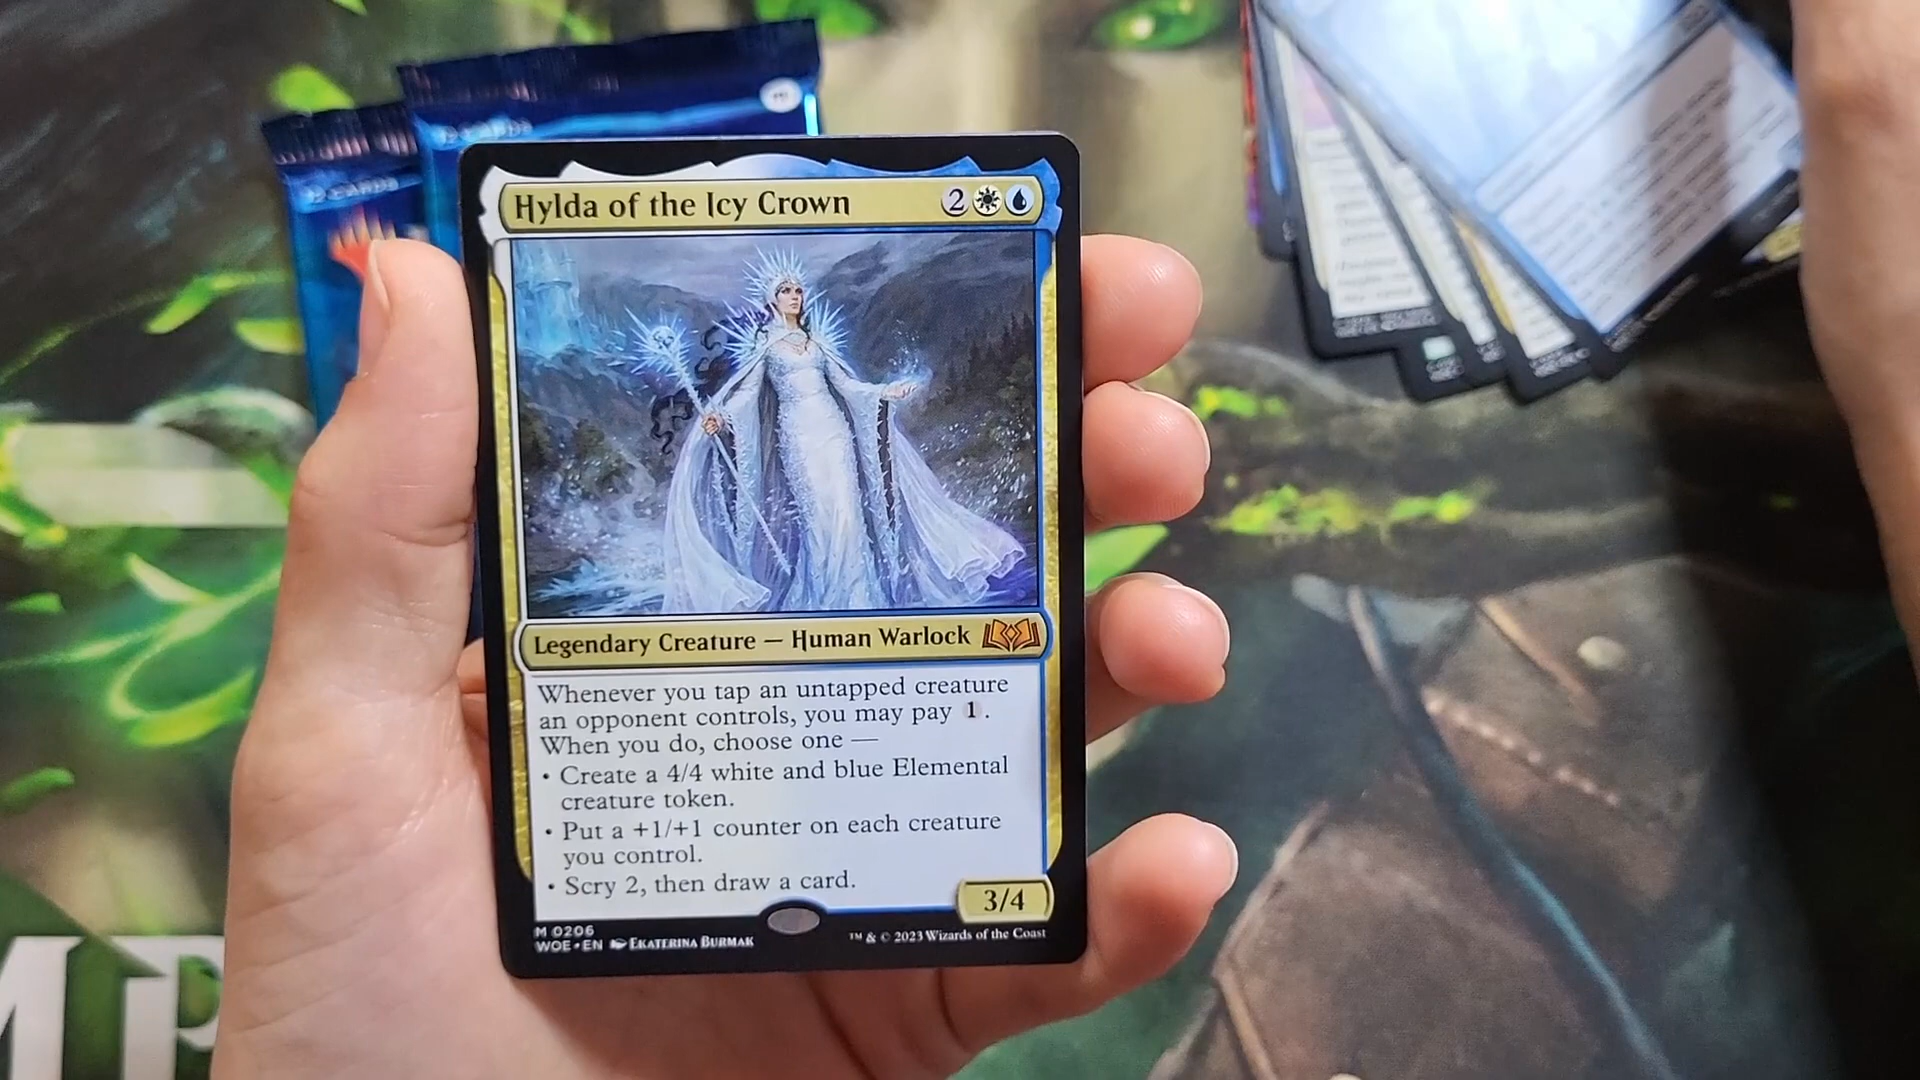 12 CARDS
12 CARDS
Hylda of the Icy Crown 2
Legendary Creature — Human Warlock
Whenever you tap an untapped creature
an opponent controls, you may pay 1.
When you do, choose one —
• Create a 4/4 white and blue Elemental
creature token.
• Put a +1/+1 counter on each creature
you control.
• Scry 2, then draw a card.
3/4
M 0206
WOE • EN EKATERINA BURMAK
™ & © 2023 Wizards of the Coast